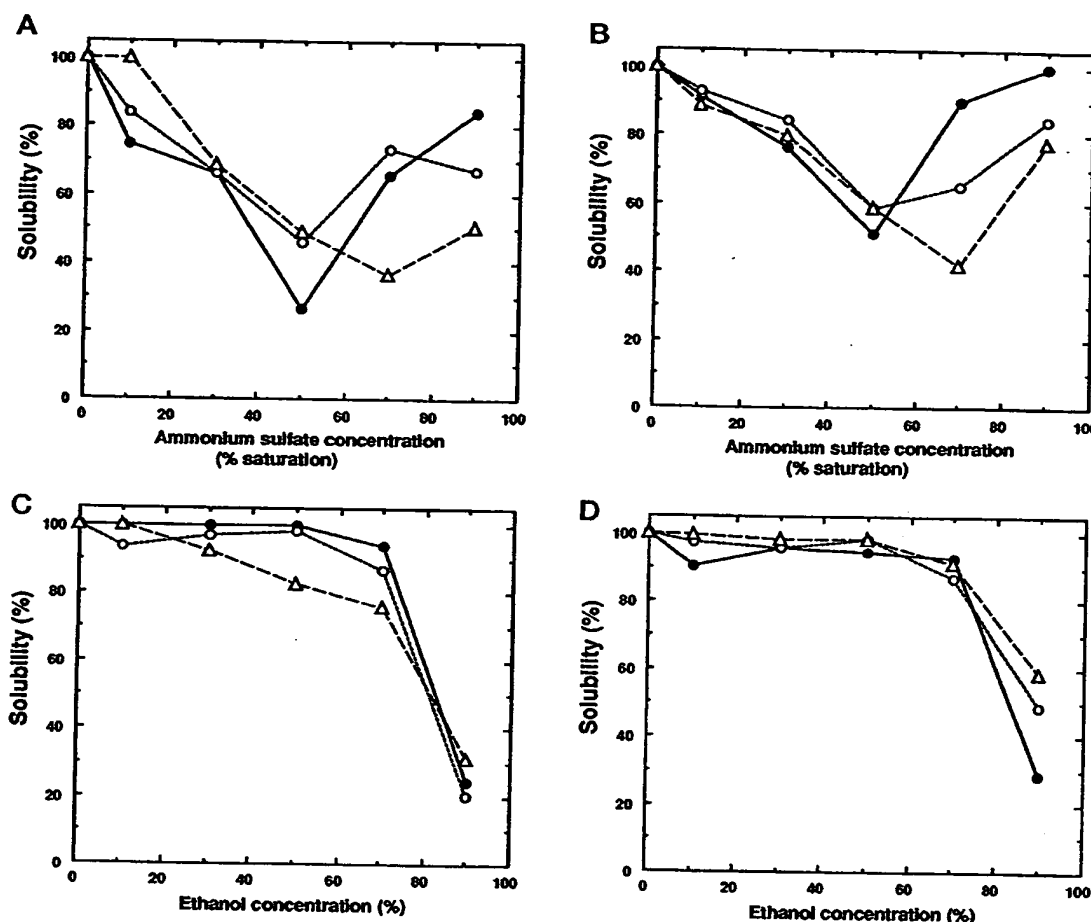 A
Solubility (%)
100
80
60
40
20
0
0 20 40 60 80 100
Ammonium sulfate concentration
(% saturation)
B
Solubility (%)
100
80
60
40
20
0
0 20 40 60 80 100
Ammonium sulfate concentration
(% saturation)
C
Solubility (%)
100
80
60
40
20
0
0 20 40 60 80 100
Ethanol concentration (%)
D
Solubility (%)
100
80
60
40
20
0
0 20 40 60 80 100
Ethanol concentration (%)